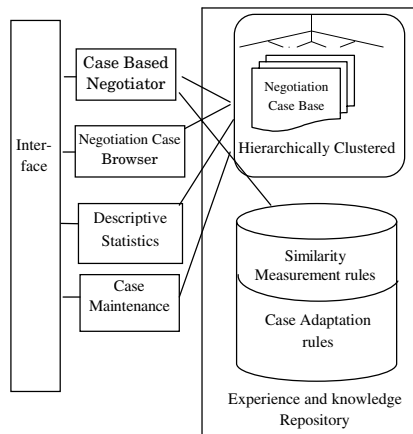 Inter-
face
Case Based
Negotiator
Negotiation Case
Browser
Descriptive
Statistics
Case
Maintenance
Negotiation
Case Base
Hierarchically Clustered
Similarity
Measurement rules
Case Adaptation
rules
Experience and knowledge
Repository